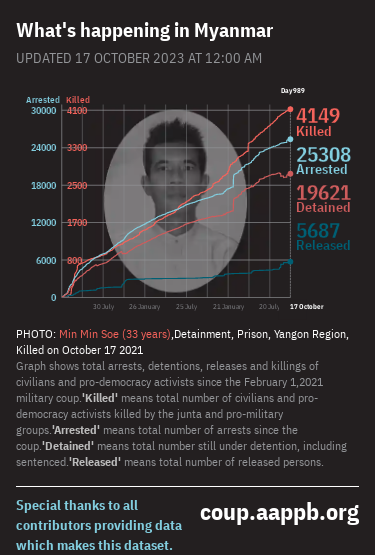 What's happening in Myanmar
UPDATED 17 OCTOBER 2023 AT 12:00 AM
Day989
Arrested Killed
30000 4100
24000 3300
18000 2500
12000 1700
6000 800
0
4149
Killed
25308
Arrested
19621
Detained
5687
Released
30 July 26 January 25 July 21 January 20 July 17 October
PHOTO: Min Min Soe (33 years),Detainment, Prison, Yangon Region,
Killed on October 17 2021
Graph shows total arrests, detentions, releases and killings of
civilians and pro-democracy activists since the February 1,2021
military coup.'Killed' means total number of civilians and pro-
democracy activists killed by the junta and pro-military
groups.'Arrested' means total number of arrests since the
coup.'Detained' means total number still under detention, including
sentenced.'Released' means total number of released persons.
Special thanks to all
contributors providing data
which makes this dataset.
coup.aappb.org